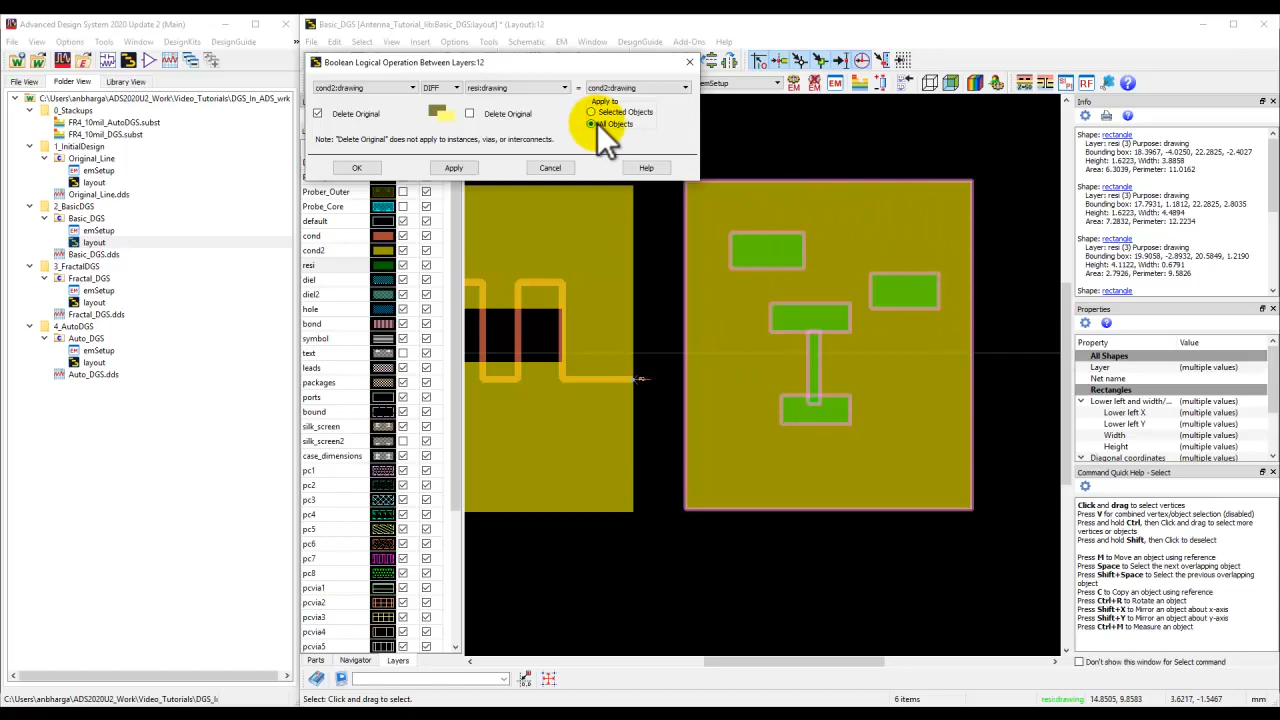 Advanced Design System 2020 Update 2 (Main)
File View Options Tools Window DesignKits DesignGuide
File View Folder View Library View
C:\Users\anbharga\ADS2020U2_Work\Video_Tutorials\DGS_In_ADS_wrk
0_Stackups
FR4_10mil_AutoDGS.subst
FR4_10mil_DGS.subst
1_InitialDesign
Original_Line
emSetup
layout
Original_Line.dds
2_BasicDGS
Basic_DGS
emSetup
layout
Basic_DGS.dds
3_FractalDGS
Fractal_DGS
emSetup
layout
Fractal_DGS.dds
4_AutoDGS
Auto_DGS
emSetup
layout
Auto_DGS.dds
C:\Users\anbharga\ADS2020U2_Work\Video_Tutorials\DGS_In
Basic_DGS [Antenna_Tutorial_lib:Basic_DGS:layout] * (Layout):12
File Edit Select View Insert Options Tools Schematic EM Window DesignGuide Add-Ons Help
Boolean Logical Operation Between Layers:12
cond2:drawing DIFF resi:drawing = cond2:drawing
Apply to
Delete Original Delete Original Selected Objects
All Objects
Note: "Delete Original" does not apply to instances, vias, or interconnects.
OK Apply Cancel Help
emSetup
EM
RF
Prober_Outer
Probe_Core
default
cond
cond2
resi
diel
diel2
hole
bond
symbol
text
leads
packages
ports
bound
silk_screen
silk_screen2
case_dimensions
pc1
pc2
pc3
pc4
pc5
pc6
pc7
pc8
pcvia1
pcvia2
pcvia3
pcvia4
pcvia5
Parts Navigator Layers
Select: Click and drag to select.
6 items
resi:drawing 14.8505, 9.8583 3.6217, -1.5467 mm
Info
Shape: rectangle
Layer: resi (3) Purpose: drawing
Bounding box: 18.3967, -4.0250, 22.2825, -2.4027
Height: 1.6223, Width: 3.8858
Area: 6.3038, Perimeter: 11.0162
Shape: rectangle
Layer: resi (3) Purpose: drawing
Bounding box: 17.7931, 1.1812, 22.2825, 2.8035
Height: 1.6223, Width: 4.4894
Area: 7.2832, Perimeter: 12.2234
Shape: rectangle
Layer: resi (3) Purpose: drawing
Bounding box: 19.9058, -2.8932, 20.5849, 1.2190
Height: 4.1122, Width: 0.6791
Area: 2.7926, Perimeter: 9.5826
Shape: rectangle
Properties
Property Value
All Shapes
Layer (multiple values)
Net name
Rectangles
Lower left and width/... (multiple values)
Lower left X (multiple values)
Lower left Y (multiple values)
Width (multiple values)
Height (multiple values)
Diagonal coordinates (multiple values)
Command Quick Help - Select
Click and drag to select vertices
Press V for combined vertex/object selection (disabled)
Press and hold Ctrl, then Click and drag to select more
vertices or objects
Press and hold Shift, then Click to deselect
Press M to Move an object using reference
Press Space to Select the next overlapping object
Press Shift+Space to Select the previous overlapping
object
Press C to Copy an object using reference
Press Ctrl+R to Rotate an object
Press Shift+X to Mirror an object about x-axis
Press Shift+Y to Mirror an object about y-axis
Press Ctrl+M to Measure an object
Don't show this window for Select command